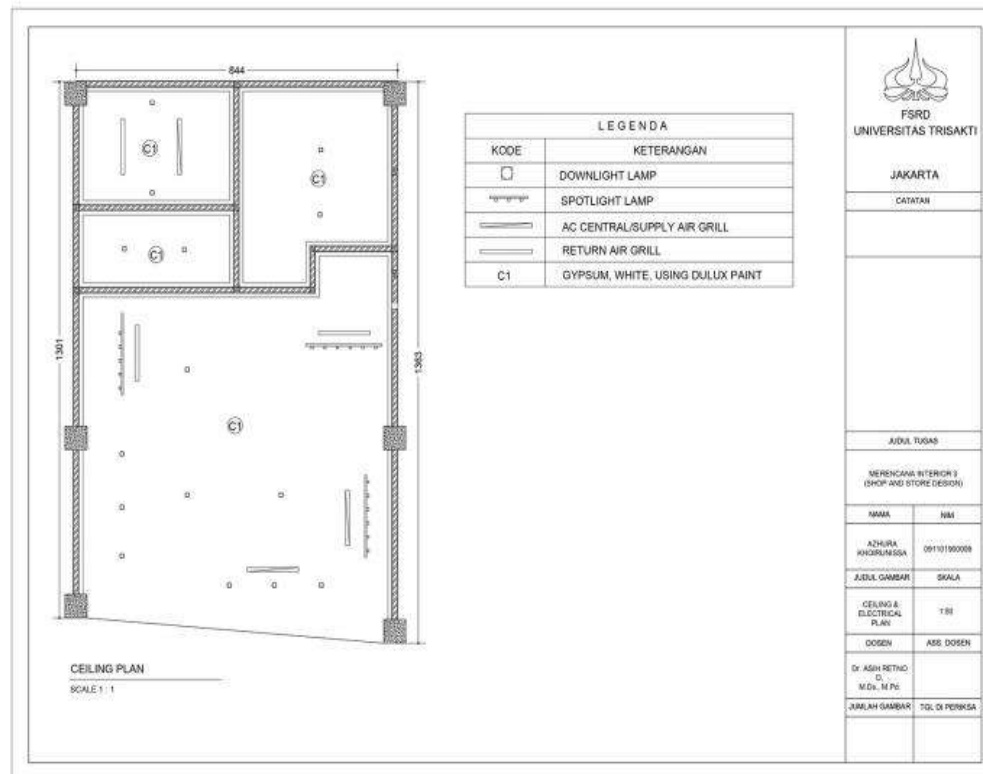 844
1301
1363
C1
C1
C1
C1
CEILING PLAN
SCALE 1 : 1
LEGENDA
KODE KETERANGAN
DOWNLIGHT LAMP
SPOTLIGHT LAMP
AC CENTRAL/SUPPLY AIR GRILL
RETURN AIR GRILL
C1 GYPSUM, WHITE, USING DULUX PAINT
FSRD
UNIVERSITAS TRISAKTI
JAKARTA
CATATAN
JUDUL TUGAS
MERENCANA INTERIOR
(SHOP AND STORE DESIGN)
NAMA NIM
AZHURA
KHOIRUNISSA
JUDUL GAMBAR SKALA
CEILING &
ELECTRICAL
PLAN
DOSEN ASS. DOSEN
Dr. ASIH RETNO
D,
M.Ds., M.Pd
JUMLAH GAMBAR TGL DI PERIKSA